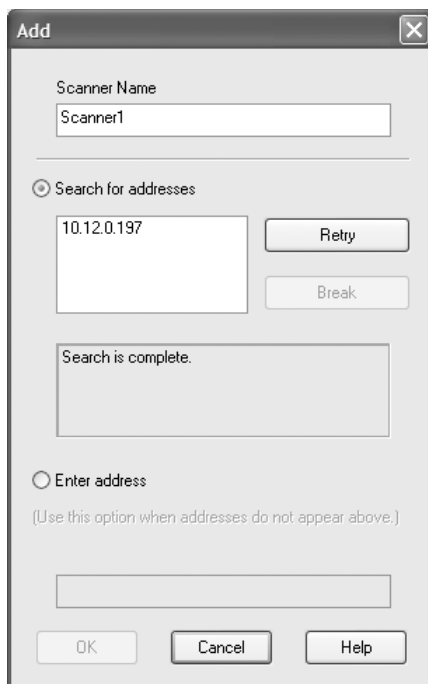 Add
Scanner Name
Scanner1
Search for addresses
10.12.0.197
Retry
Break
Search is complete.
Enter address
(Use this option when addresses do not appear above.)
OK Cancel Help